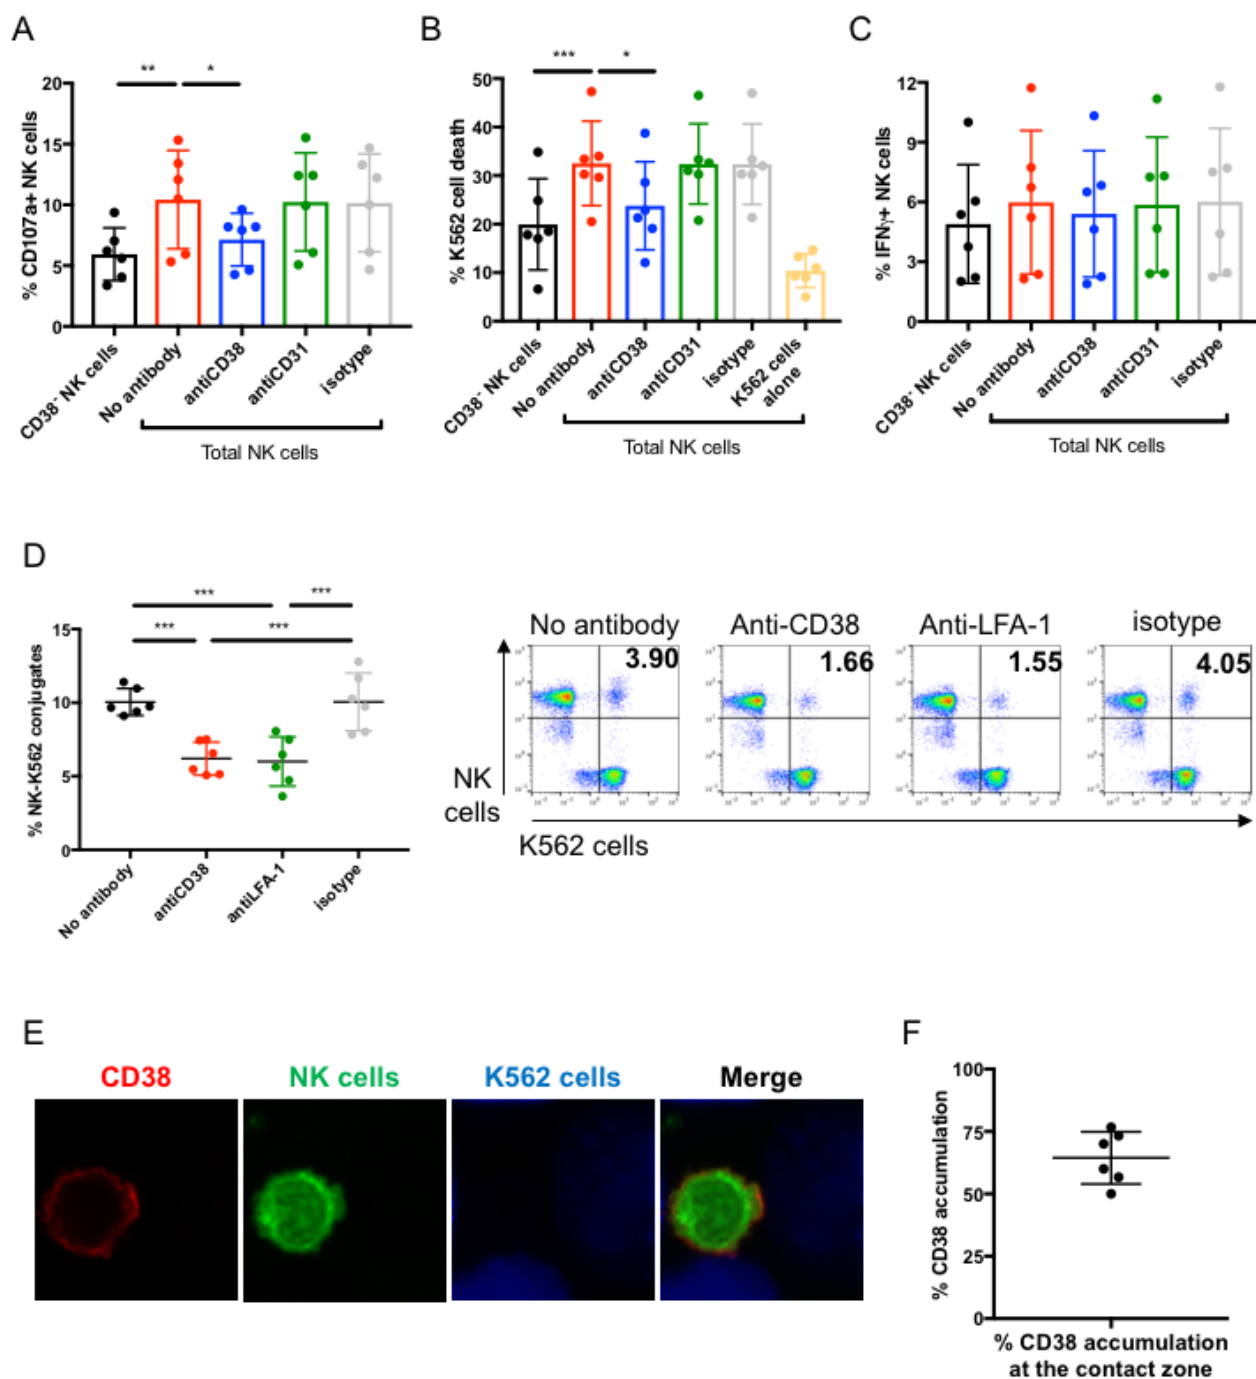 A
B
C
** *
*** *
% CD107a+ NK cells
20
15
10
5
0
CD38- NK cells
No antibody
antiCD38
antiCD31
isotype
Total NK cells
% K562 cell death
50
40
30
20
10
0
CD38- NK cells
No antibody
antiCD38
antiCD31
isotype
K562 cells
alone
Total NK cells
% IFNγ+ NK cells
12
9
6
3
0
CD38- NK cells
No antibody
antiCD38
antiCD31
isotype
Total NK cells
D
*** ***
*** ***
% NK-K562 conjugates
15
10
5
0
No antibody
antiCD38
antiLFA-1
isotype
No antibody
3.90
Anti-CD38
1.66
Anti-LFA-1
1.55
isotype
4.05
NK
cells
K562 cells
E
CD38
NK cells
K562 cells
Merge
F
% CD38 accumulation
100
75
50
25
0
% CD38 accumulation
at the contact zone